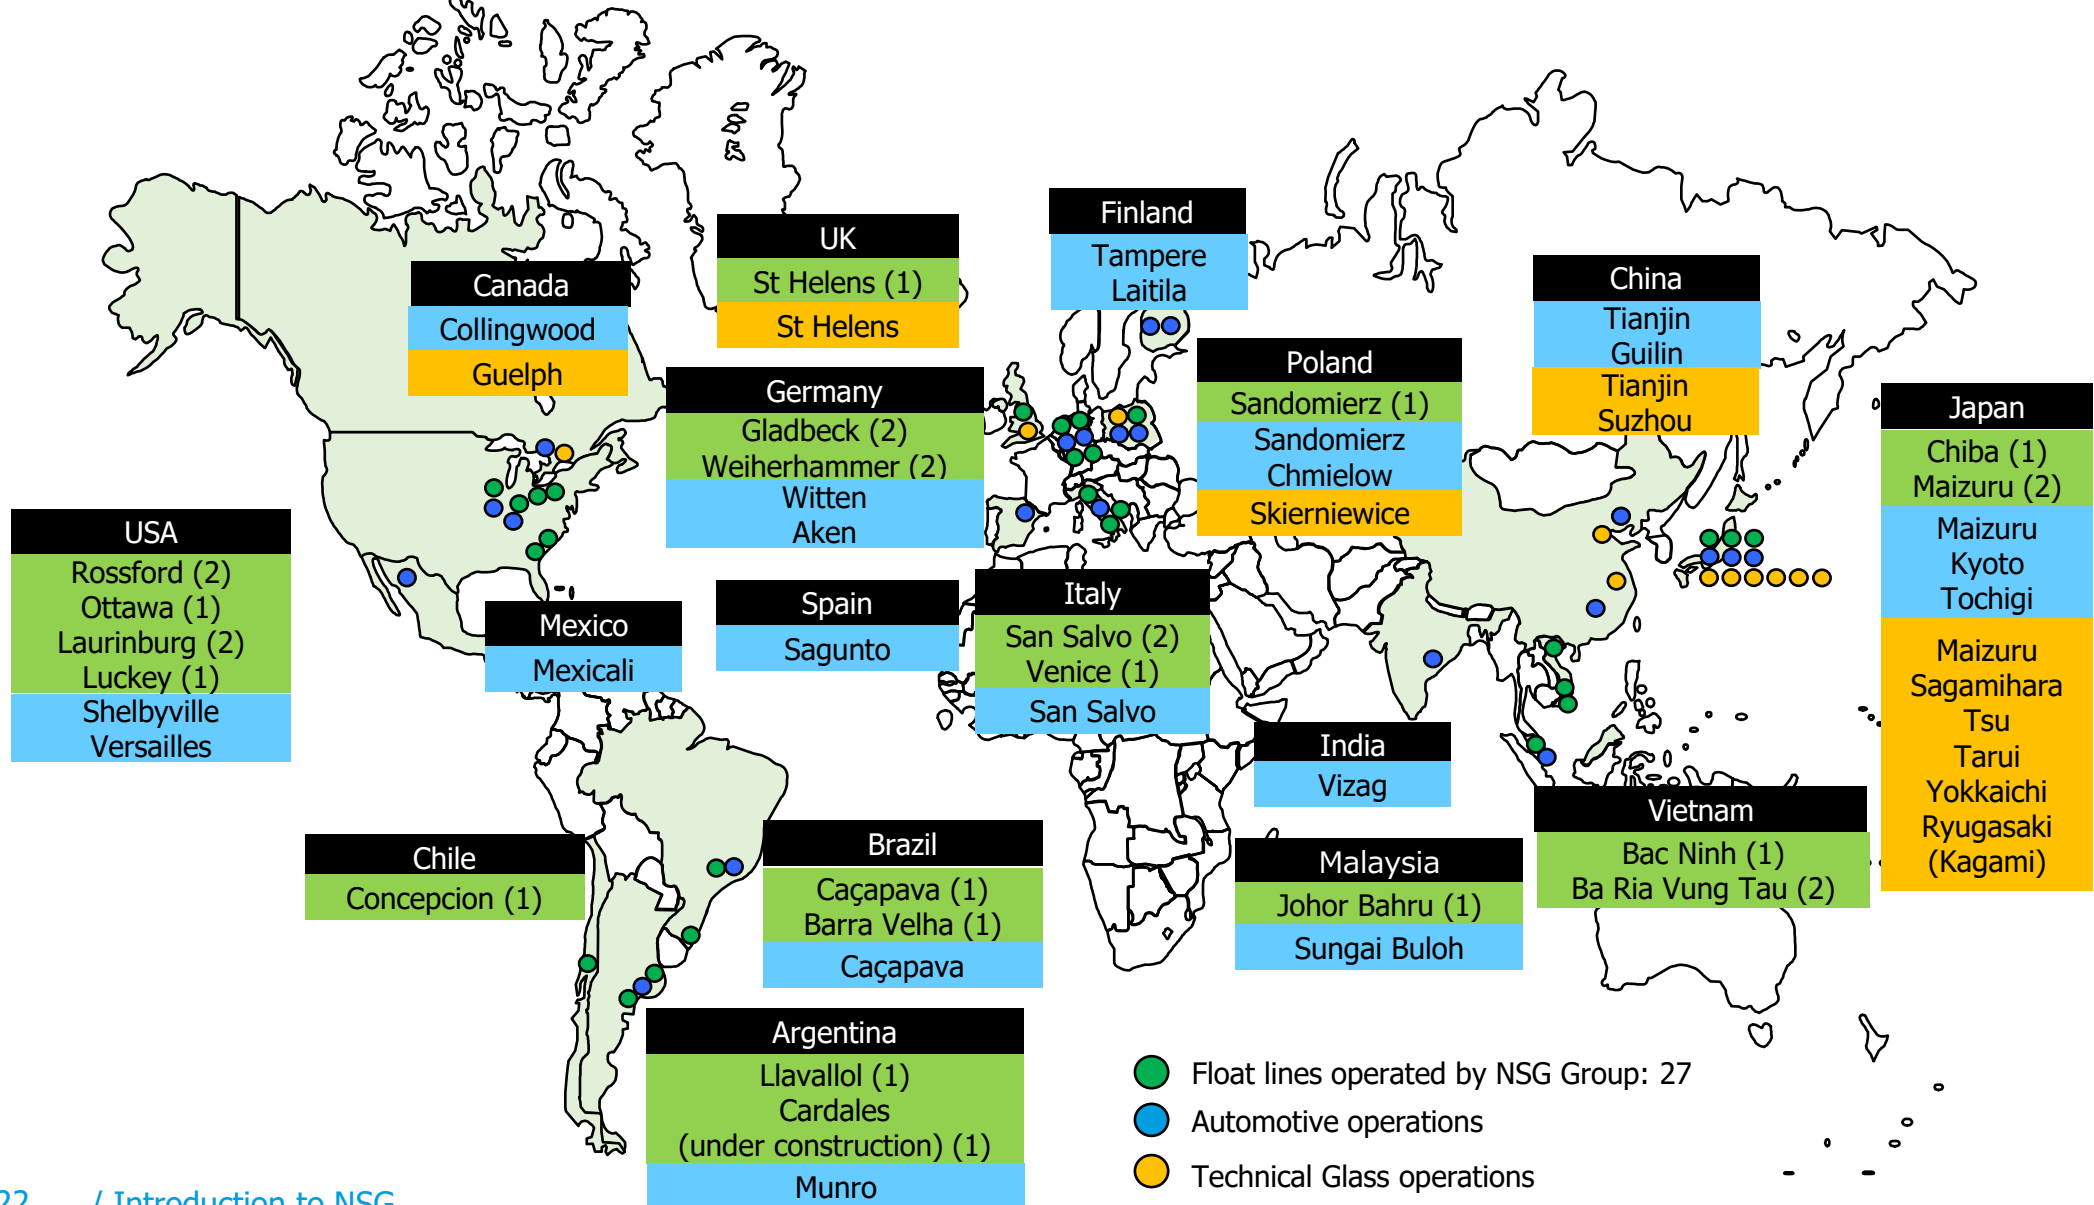 Canada
Collingwood
Guelph
UK
St Helens (1)
St Helens
Finland
Tampere
Laitila
China
Tianjin
Guilin
Tianjin
Suzhou
Germany
Gladbeck (2)
Weiherhammer (2)
Witten
Aken
Poland
Sandomierz (1)
Sandomierz
Chmielow
Skierniewice
Japan
Chiba (1)
Maizuru (2)
Maizuru
Kyoto
Tochigi
Maizuru
Sagamihara
Tsu
Tarui
Yokkaichi
Ryugasaki
(Kagami)
USA
Rossford (2)
Ottawa (1)
Laurinburg (2)
Luckey (1)
Shelbyville
Versailles
Mexico
Mexicali
Spain
Sagunto
Italy
San Salvo (2)
Venice (1)
San Salvo
India
Vizag
Vietnam
Bac Ninh (1)
Ba Ria Vung Tau (2)
Chile
Concepcion (1)
Brazil
Caçapava (1)
Barra Velha (1)
Caçapava
Malaysia
Johor Bahru (1)
Sungai Buloh
Argentina
Llavallol (1)
Cardales
(under construction) (1)
Munro
Float lines operated by NSG Group: 27
Automotive operations
Technical Glass operations
22 / Introduction to NSG